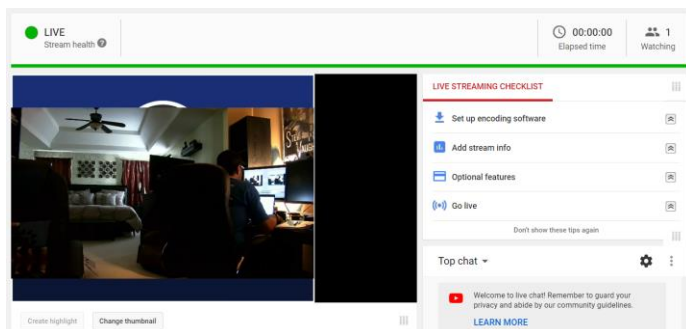 LIVE
Stream health
00:00:00
Elapsed time
1
Watching
LIVE STREAMING CHECKLIST
Set up encoding software
Add stream info
Optional features
Go live
Don't show these tips again
Top chat
Welcome to live chat! Remember to guard your
privacy and abide by our community guidelines.
LEARN MORE
Create highlight
Change thumbnail